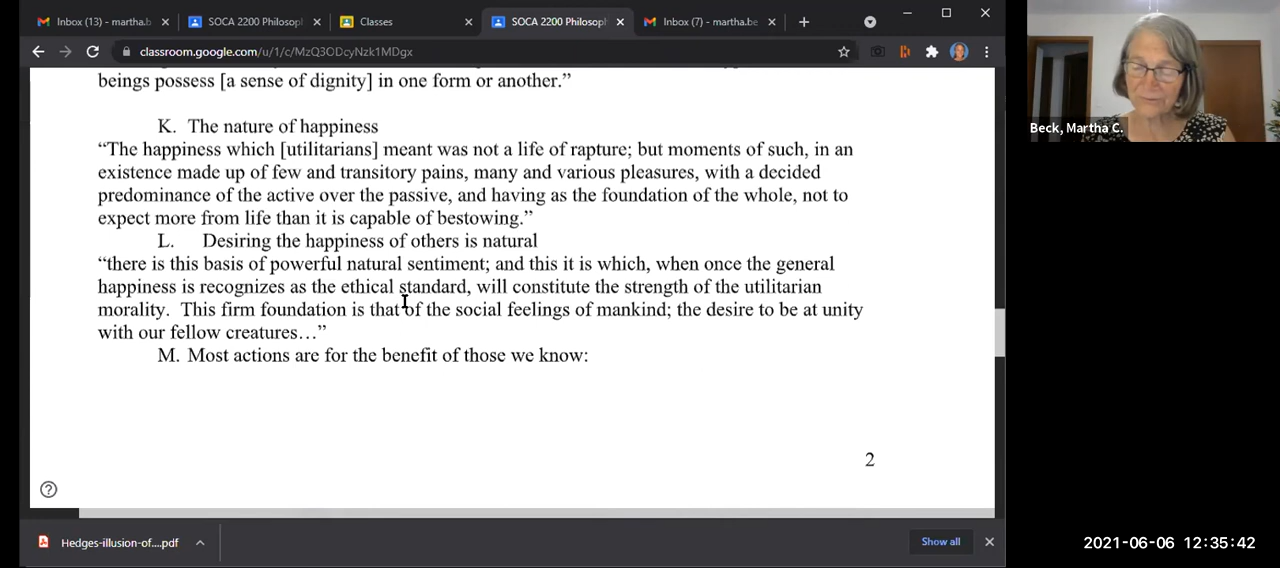 Inbox (13) - martha.b
SOCA 2200 Philosopl
Classes
SOCA 2200 Philosopl
Inbox (7) - martha.be
classroom.google.com/u/1/c/MzQ3ODcyNzk1MDgx
beings possess [a sense of dignity] in one form or another.”
K. The nature of happiness
“The happiness which [utilitarians] meant was not a life of rapture; but moments of such, in an
existence made up of few and transitory pains, many and various pleasures, with a decided
predominance of the active over the passive, and having as the foundation of the whole, not to
expect more from life than it is capable of bestowing.”
L. Desiring the happiness of others is natural
“there is this basis of powerful natural sentiment; and this it is which, when once the general
happiness is recognizes as the ethical standard, will constitute the strength of the utilitarian
morality. This firm foundation is that of the social feelings of mankind; the desire to be at unity
with our fellow creatures…”
M. Most actions are for the benefit of those we know:
2
Hedges-illusion-of....pdf
Show all
Beck, Martha C.
2021-06-06 12:35:42